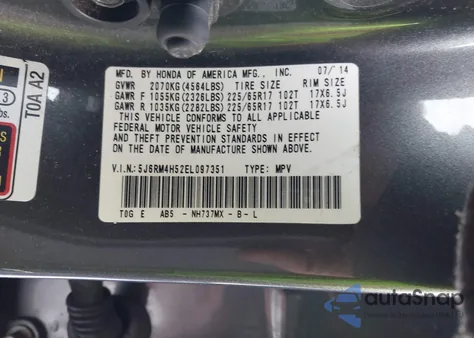 MFD. BY HONDA OF AMERICA MFG., INC. 07/14
GVWR 2070KG(4564LBS) TIRE SIZE RIM SIZE
GAWR F 1055KG(2326LBS) 225/65R17 102T 17X6.5J
GAWR R 1035KG(2282LBS) 225/65R17 102T 17X6.5J
THIS VEHICLE CONFORMS TO ALL APPLICABLE
FEDERAL MOTOR VEHICLE SAFETY
AND THEFT PREVENTION STANDARDS IN EFFECT
ON THE DATE OF MANUFACTURE SHOWN ABOVE.
V.I.N.:5J6RM4H52EL097351 TYPE: MPV
T0G E AB5 - NH737MX - B - L
T0A A2
3
autoSnap